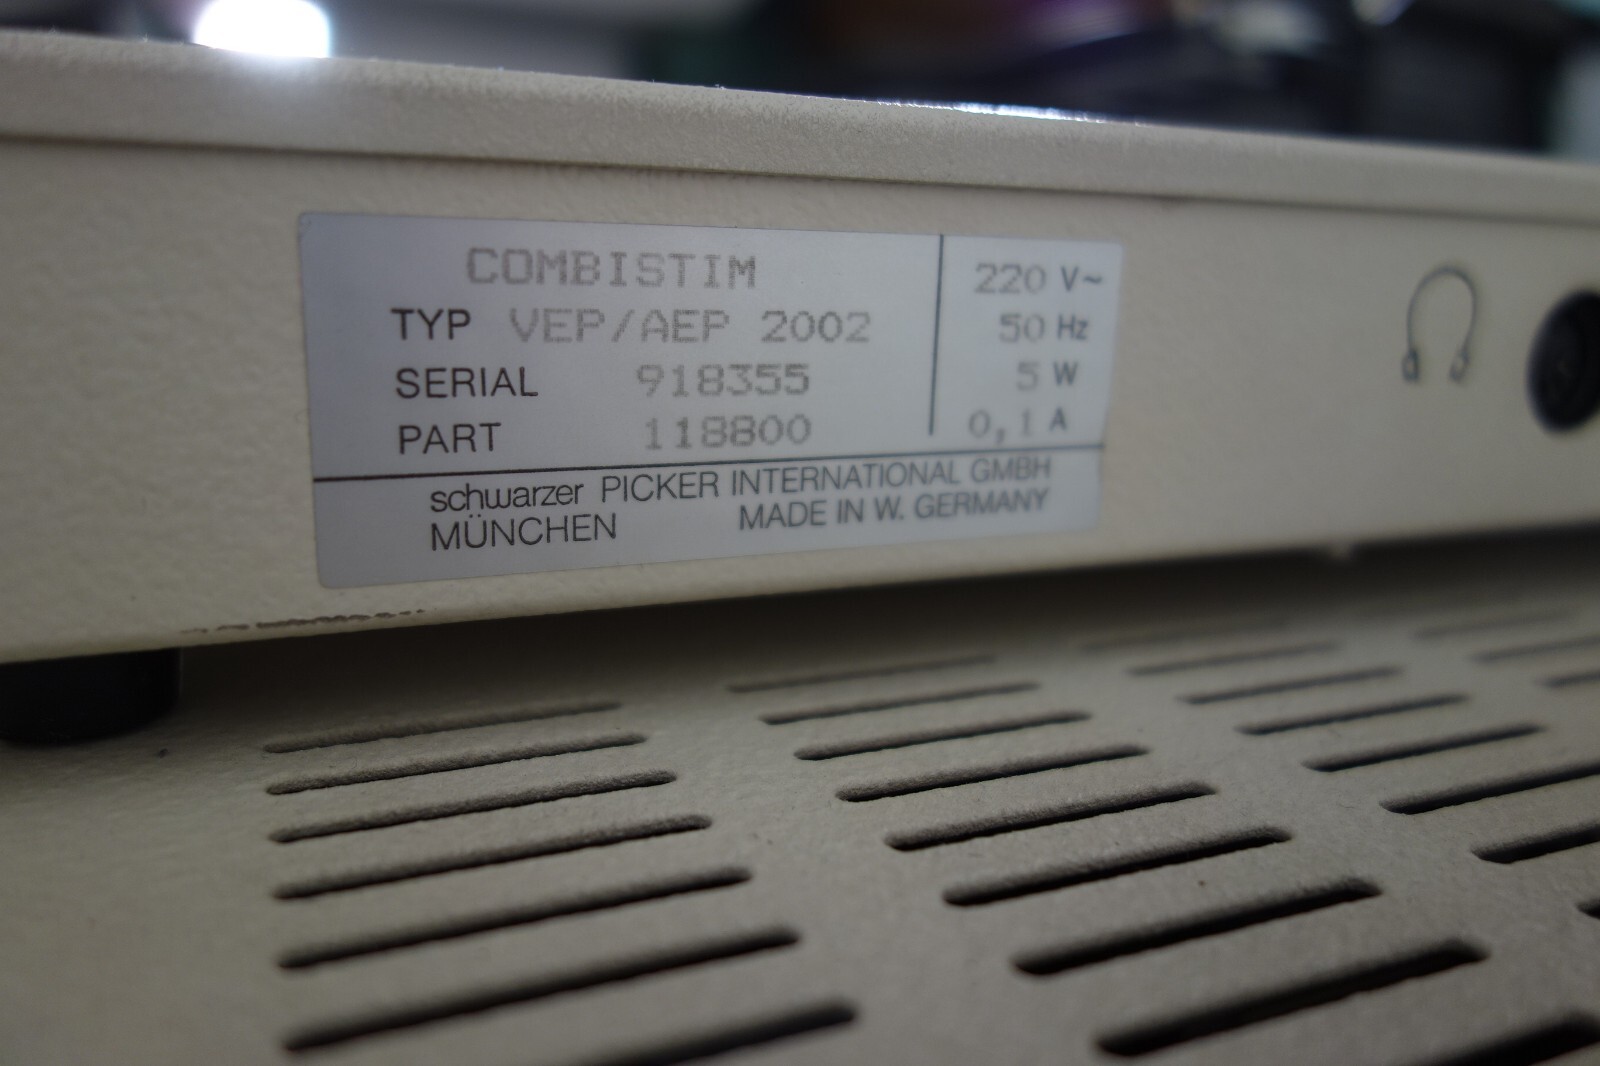 COMBISTIM
TYP VEP/AEP 2002
SERIAL 918355
PART 118800
220 V~
50 Hz
5 W
0,1 A
schwarzer PICKER INTERNATIONAL GMBH
MÜNCHEN MADE IN W. GERMANY